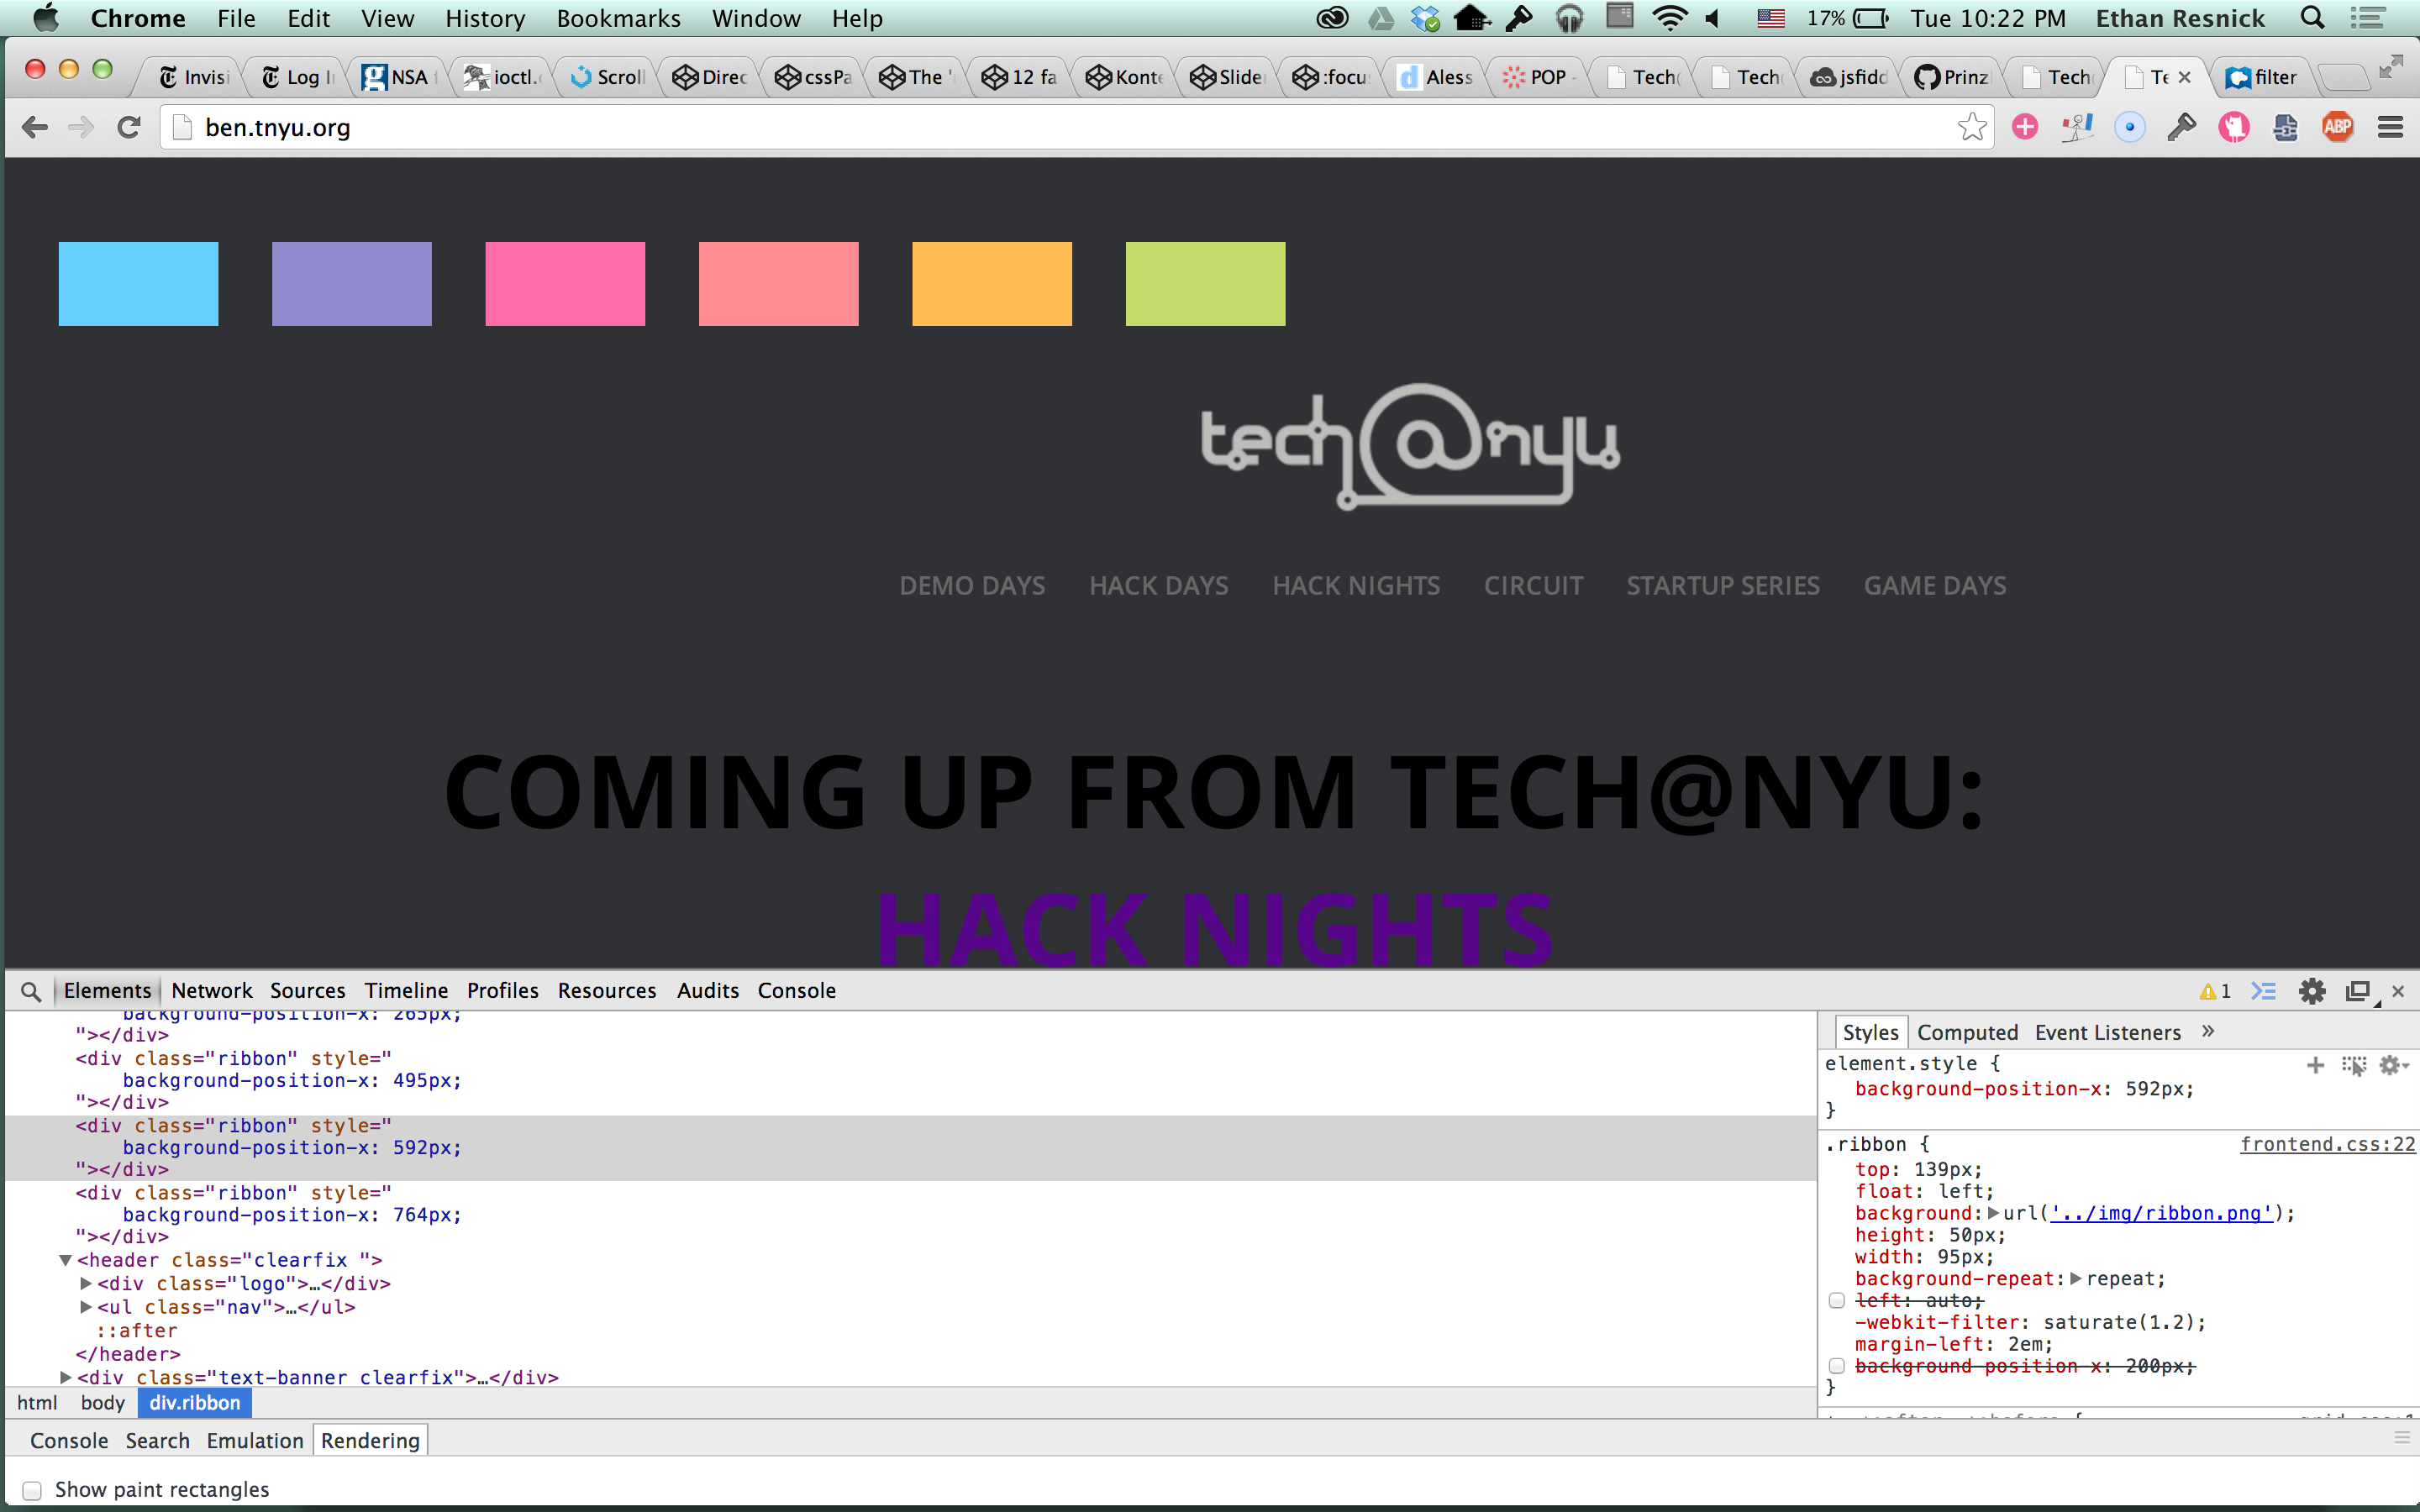 Chrome File Edit View History Bookmarks Window Help 17% Tue 10:22 PM Ethan Resnick
Invisi Log I NSA ioctl. Scroll Direc cssPa The ' 12 fa Konte Slide :focu Aless POP - Tech Tech jsfidd Prinz Tech Te filter
ben.tnyu.org ABP
tech@nyu
DEMO DAYS HACK DAYS HACK NIGHTS CIRCUIT STARTUP SERIES GAME DAYS
COMING UP FROM TECH@NYU:
HACK NIGHTS
Elements Network Sources Timeline Profiles Resources Audits Console 1
background-position-x: 265px;
"></div>
<div class="ribbon" style="
background-position-x: 495px;
"></div>
<div class="ribbon" style="
background-position-x: 592px;
"></div>
<div class="ribbon" style="
background-position-x: 764px;
"></div>
<header class="clearfix ">
<div class="logo">…</div>
<ul class="nav">…</ul>
::after
</header>
<div class="text-banner clearfix">…</div>
html body div.ribbon
Styles Computed Event Listeners »
element.style {
background-position-x: 592px;
}
.ribbon { frontend.css:22
top: 139px;
float: left;
background: url('../img/ribbon.png');
height: 50px;
width: 95px;
background-repeat: repeat;
left: auto;
-webkit-filter: saturate(1.2);
margin-left: 2em;
background-position-x: 200px;
}
Console Search Emulation Rendering
Show paint rectangles